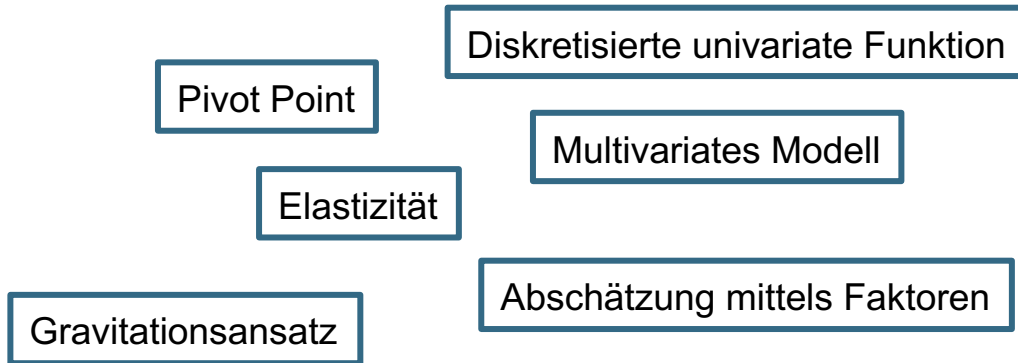 Diskretisierte univariate Funktion
Pivot Point
Multivariates Modell
Elastizität
Abschätzung mittels Faktoren
Gravitationsansatz